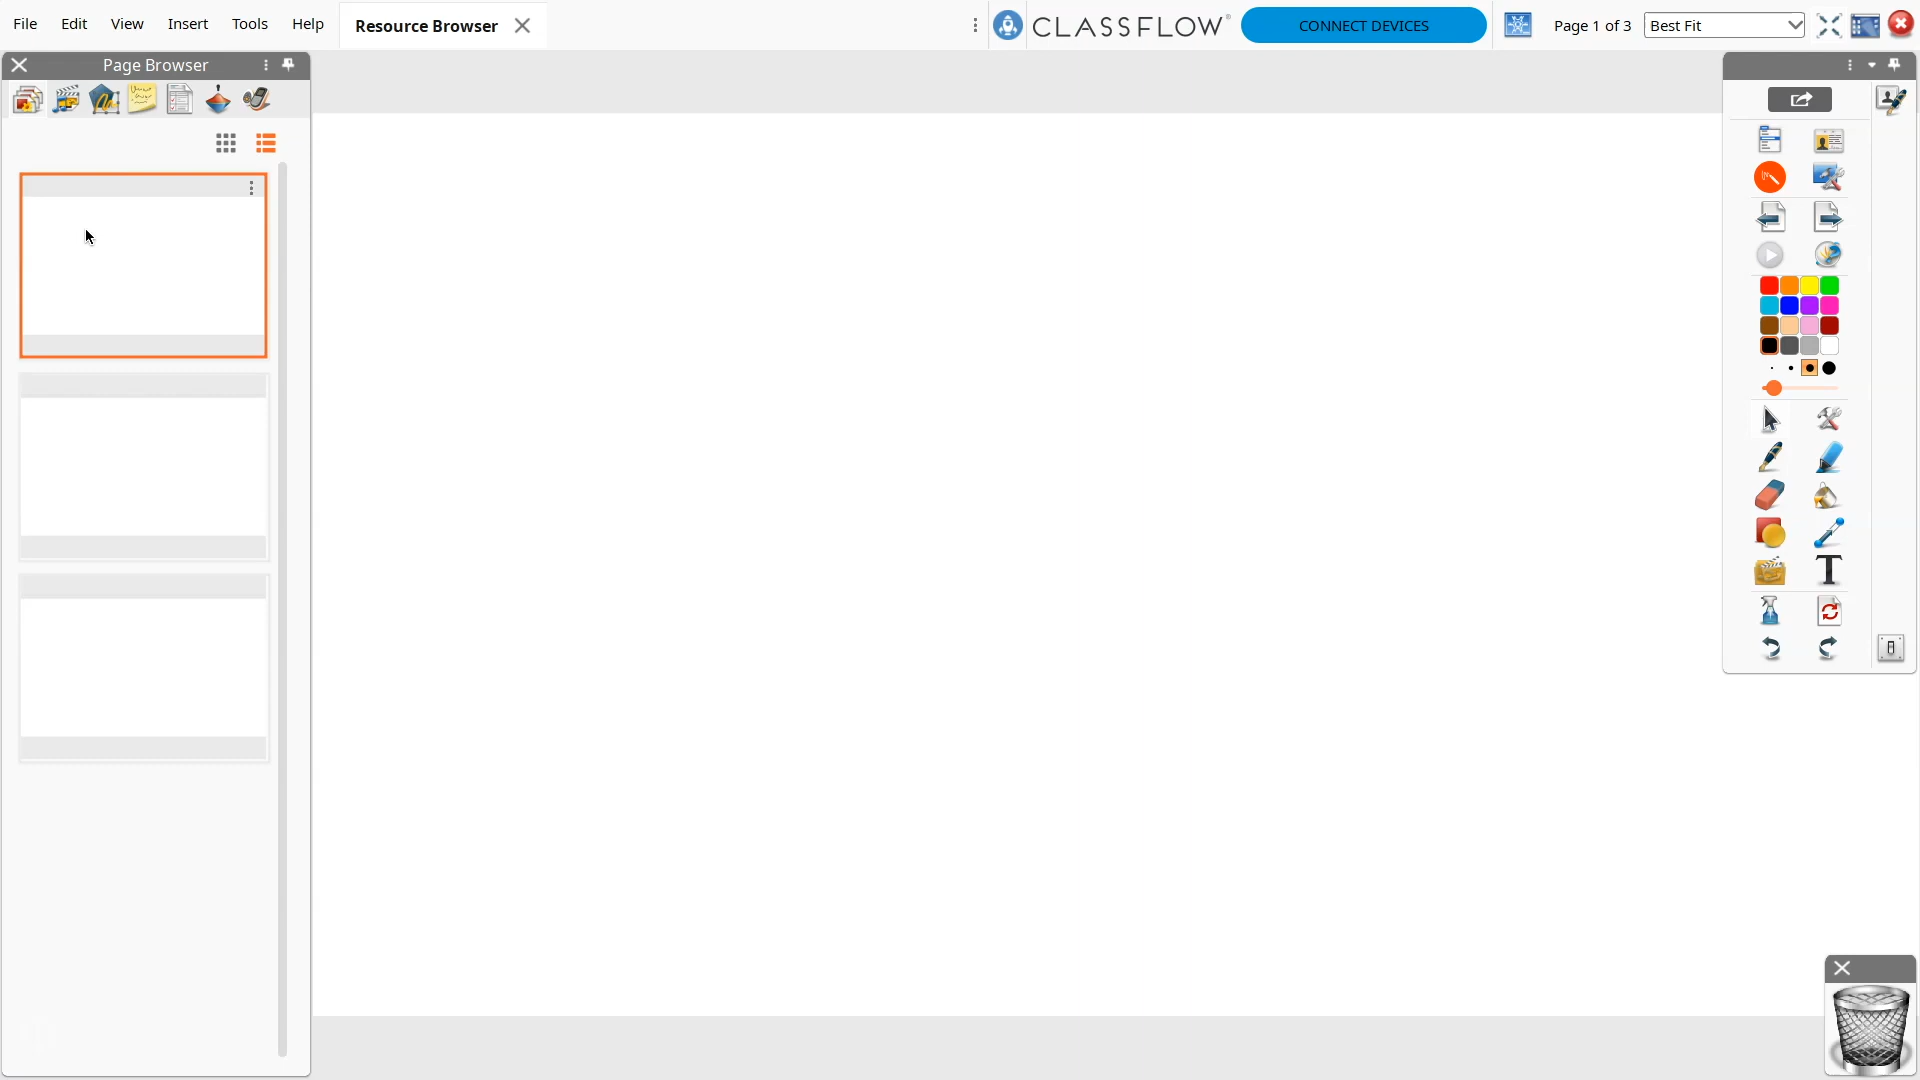 File Edit View Insert Tools Help Resource Browser CLASSFLOW CONNECT DEVICES Page 1 of 3 Best Fit
Page Browser
T